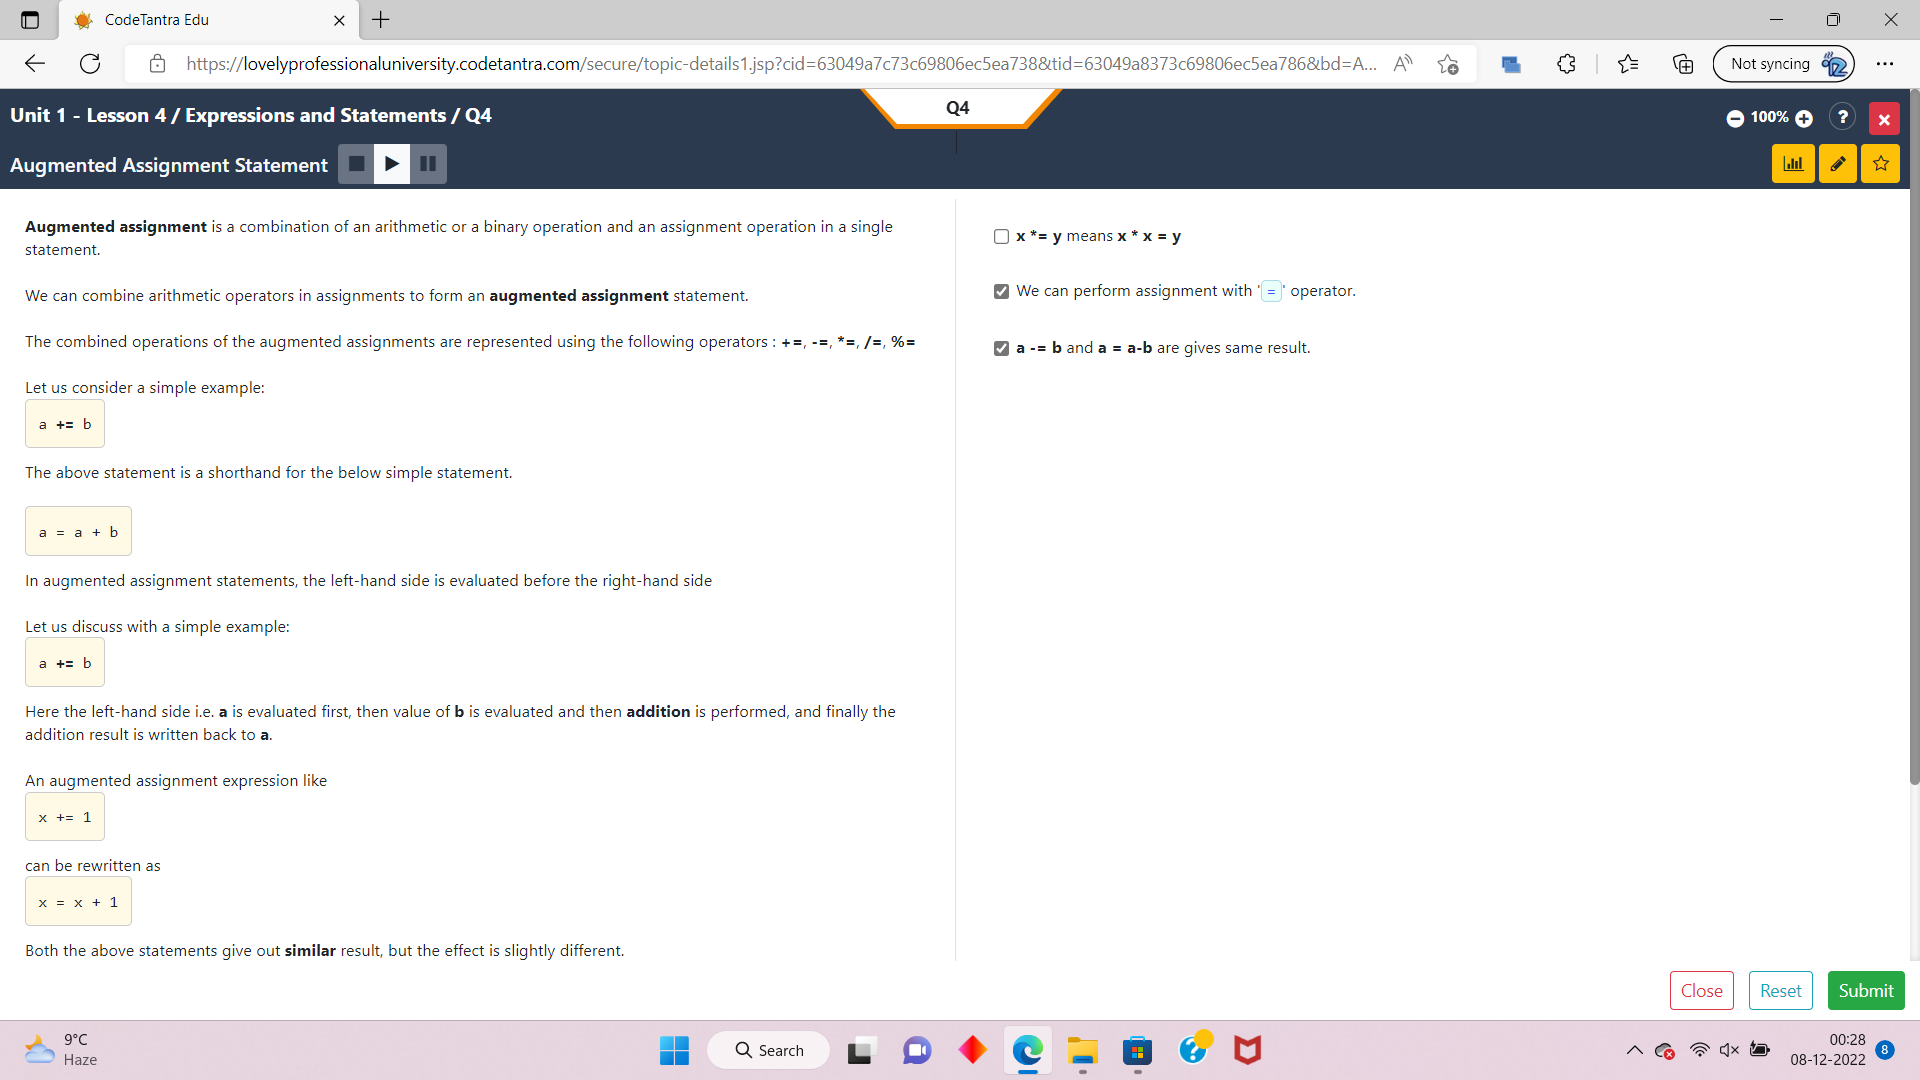 CodeTantra Edu
https://lovelyprofessionaluniversity.codetantra.com/secure/topic-details1.jsp?cid=63049a7c73c69806ec5ea738&tid=63049a8373c69806ec5ea786&bd=A...
Not syncing
Unit 1 - Lesson 4 / Expressions and Statements / Q4
Q4
100%
?
Augmented Assignment Statement
Augmented assignment is a combination of an arithmetic or a binary operation and an assignment operation in a single
statement.
We can combine arithmetic operators in assignments to form an augmented assignment statement.
The combined operations of the augmented assignments are represented using the following operators : +=, -=, *=, /=, %=
Let us consider a simple example:
a += b
The above statement is a shorthand for the below simple statement.
a = a + b
In augmented assignment statements, the left-hand side is evaluated before the right-hand side
Let us discuss with a simple example:
a += b
Here the left-hand side i.e. a is evaluated first, then value of b is evaluated and then addition is performed, and finally the
addition result is written back to a.
An augmented assignment expression like
x += 1
can be rewritten as
x = x + 1
Both the above statements give out similar result, but the effect is slightly different.
x *= y means x * x = y
We can perform assignment with '=' operator.
a -= b and a = a-b are gives same result.
Close
Reset
Submit
9°C
Haze
Search
00:28
08-12-2022
8